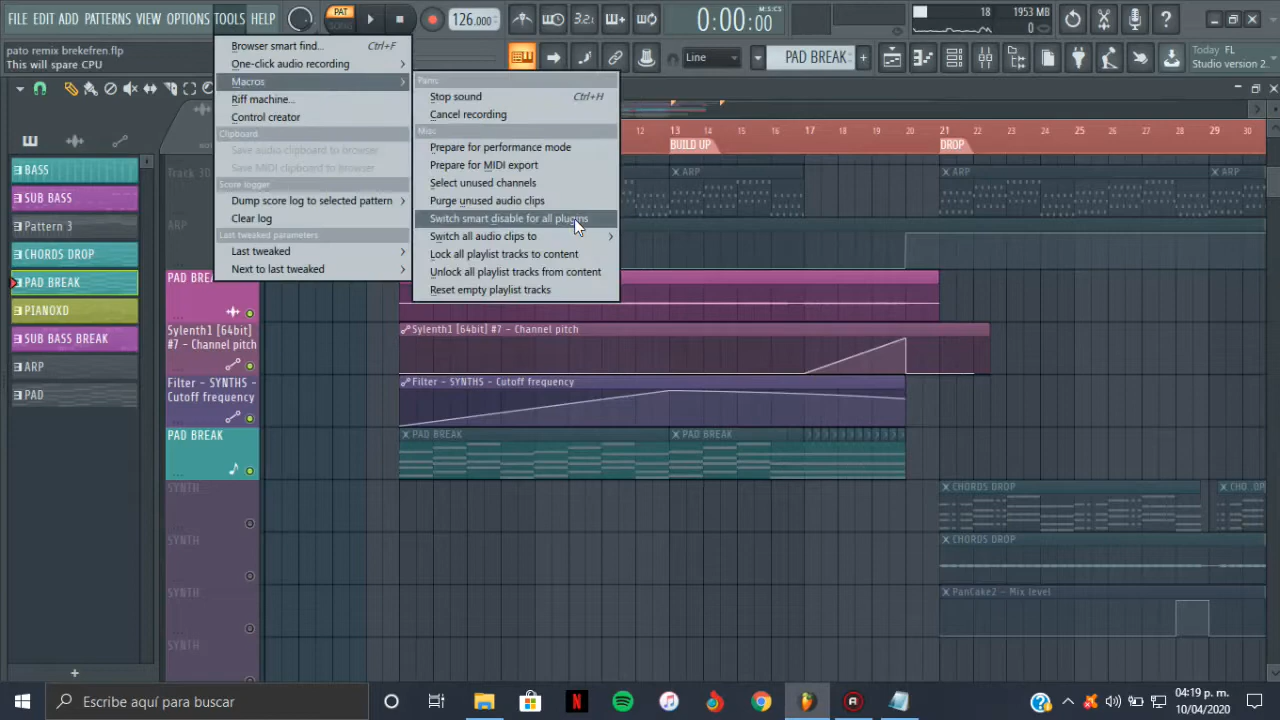 FILE EDIT ADD PATTERNS VIEW OPTIONS TOOLS HELP
PAT
126.000
3.2.
0:00:00
M:S:CS
18
1953 MB
pato remix brekefren.flp
This will spare CPU
Line
PAD BREAK
Today FL
Studio version 2..
Browser smart find... Ctrl+F
One-click audio recording
Macros
Riff machine...
Control creator
Clipboard
Save audio clipboard to browser
Save MIDI clipboard to browser
Score logger
Dump score log to selected pattern
Clear log
Last tweaked parameters
Last tweaked
Next to last tweaked
Panic
Stop sound Ctrl+H
Cancel recording
Misc
Prepare for performance mode
Prepare for MIDI export
Select unused channels
Purge unused audio clips
Switch smart disable for all plugins
Switch all audio clips to
Lock all playlist tracks to content
Unlock all playlist tracks from content
Reset empty playlist tracks
12 13 14 15 16 17 18 19 20 21 22 23 24 25 26 27 28 29 30
BUILD UP
DROP
BASS
SUB BASS
Pattern 3
CHORDS DROP
PAD BREAK
PIANOXD
SUB BASS BREAK
ARP
PAD
Track 30
ARP
ARP
ARP
ARP
PAD BREAK
Sylenth1 [64bit]
#7 - Channel pitch
Sylenth1 [64bit] #7 - Channel pitch
Filter - SYNTHS -
Cutoff frequency
Filter - SYNTHS - Cutoff frequency
PAD BREAK
PAD BREAK
PAD BREAK
SYNTH
CHORDS DROP
CHO..OP
SYNTH
CHORDS DROP
SYNTH
PanCake2 - Mix level
SYNTH
Escribe aquí para buscar
04:19 p. m.
10/04/2020